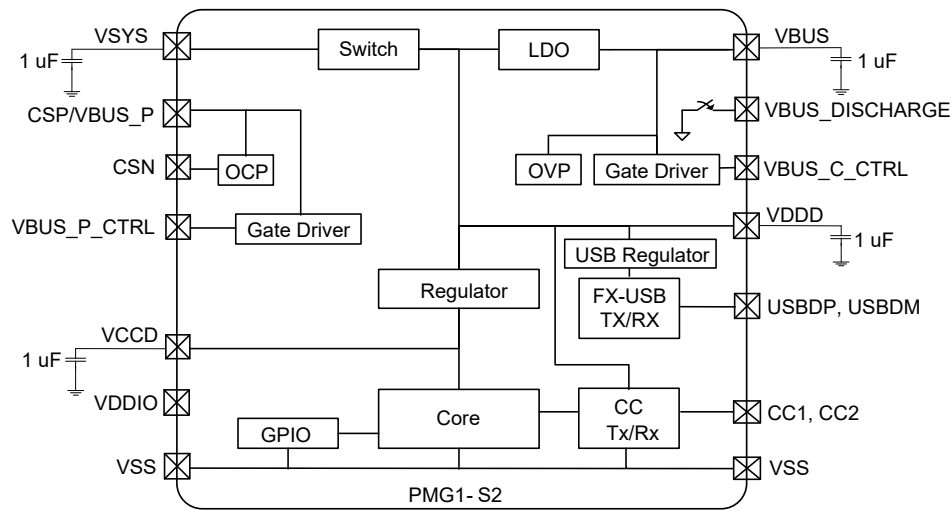 VSYS
1 uF
Switch
LDO
VBUS
1 uF
CSP/VBUS_P
VBUS_DISCHARGE
CSN
OCP
OVP
Gate Driver
VBUS_C_CTRL
VBUS_P_CTRL
Gate Driver
VDDD
1 uF
USB Regulator
Regulator
FX-USB
TX/RX
USBDP, USBDM
VCCD
1 uF
VDDIO
GPIO
Core
CC
Tx/Rx
CC1, CC2
VSS
VSS
PMG1- S2